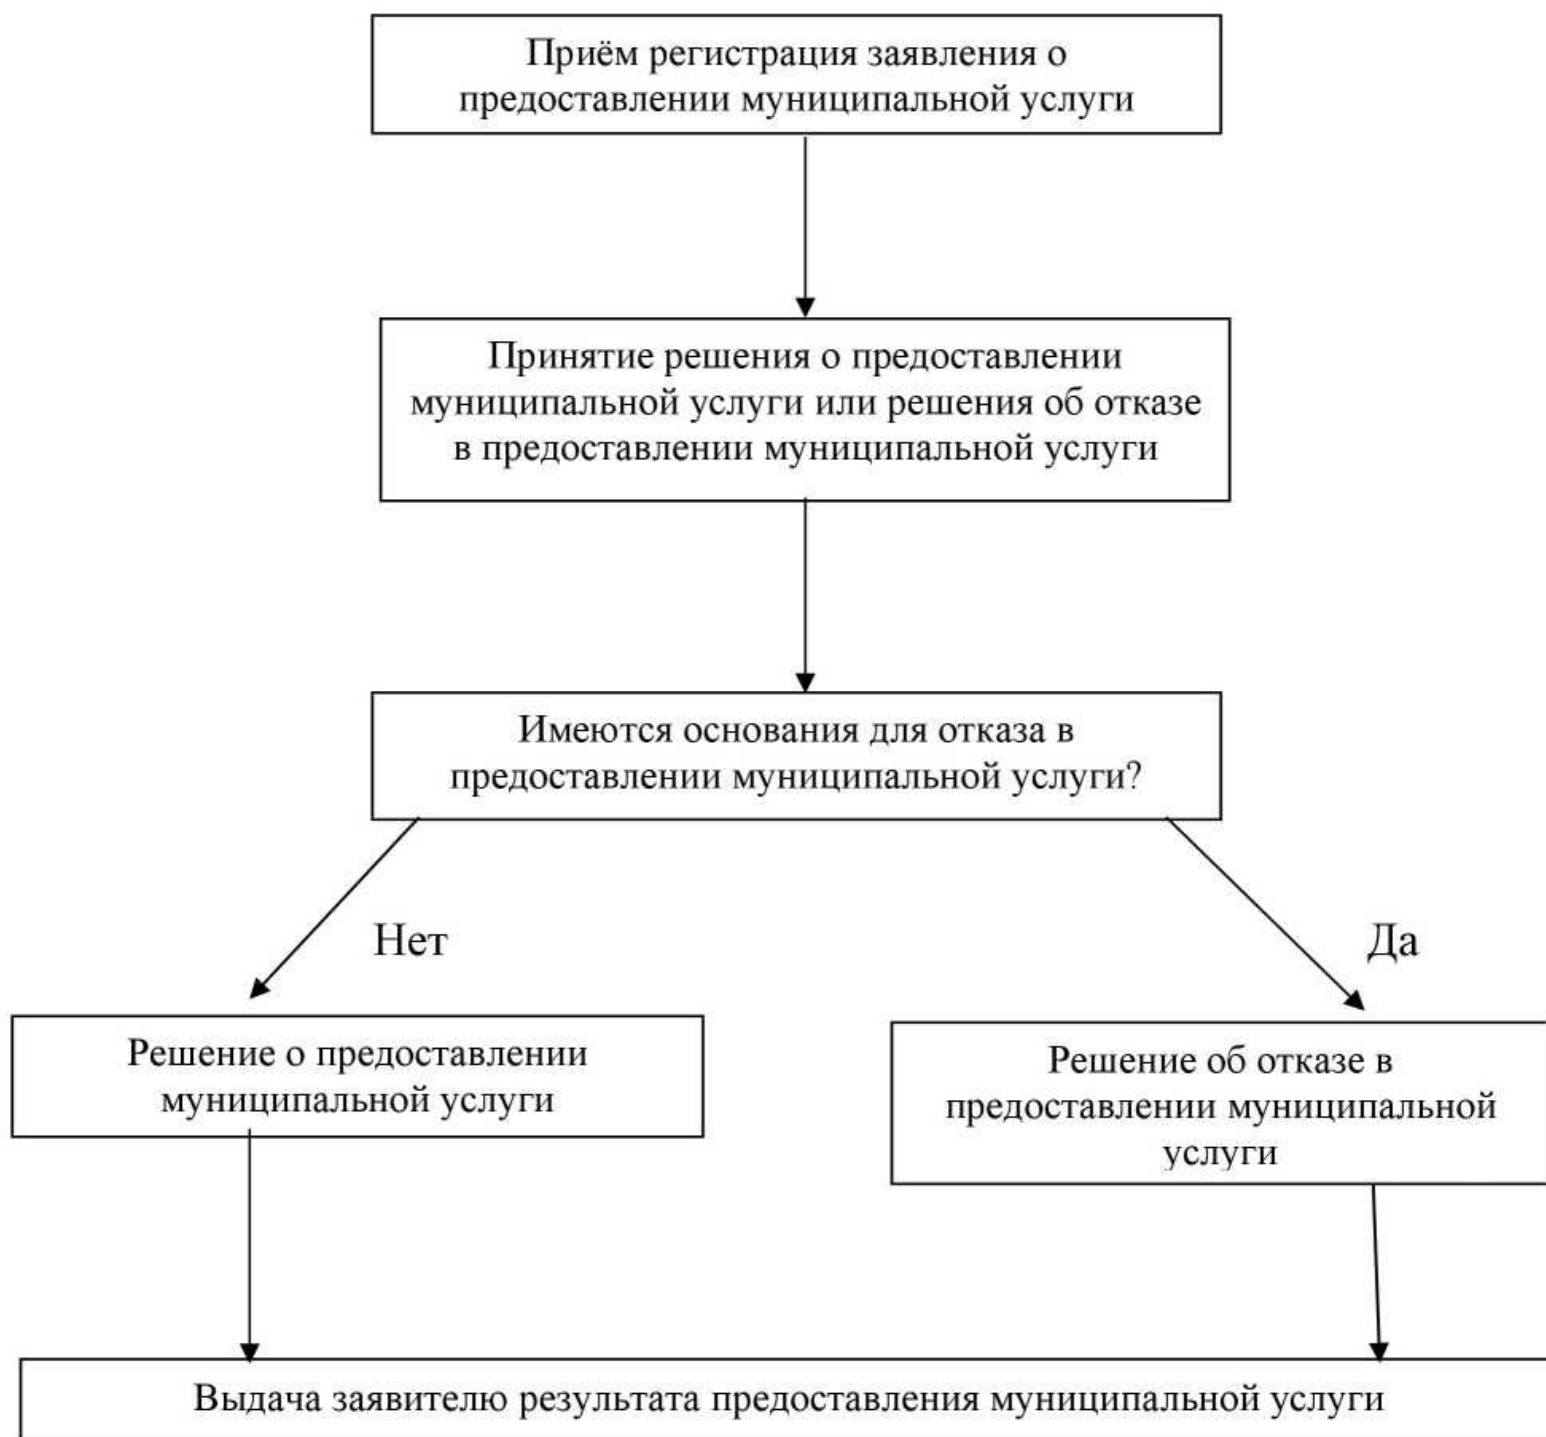 Приём регистрация заявления о
предоставлении муниципальной услуги
Принятие решения о предоставлении
муниципальной услуги или решения об отказе
в предоставлении муниципальной услуги
Имеются основания для отказа в
предоставлении муниципальной услуги?
Нет
Да
Решение о предоставлении
муниципальной услуги
Решение об отказе в
предоставлении муниципальной
услуги
Выдача заявителю результата предоставления муниципальной услуги